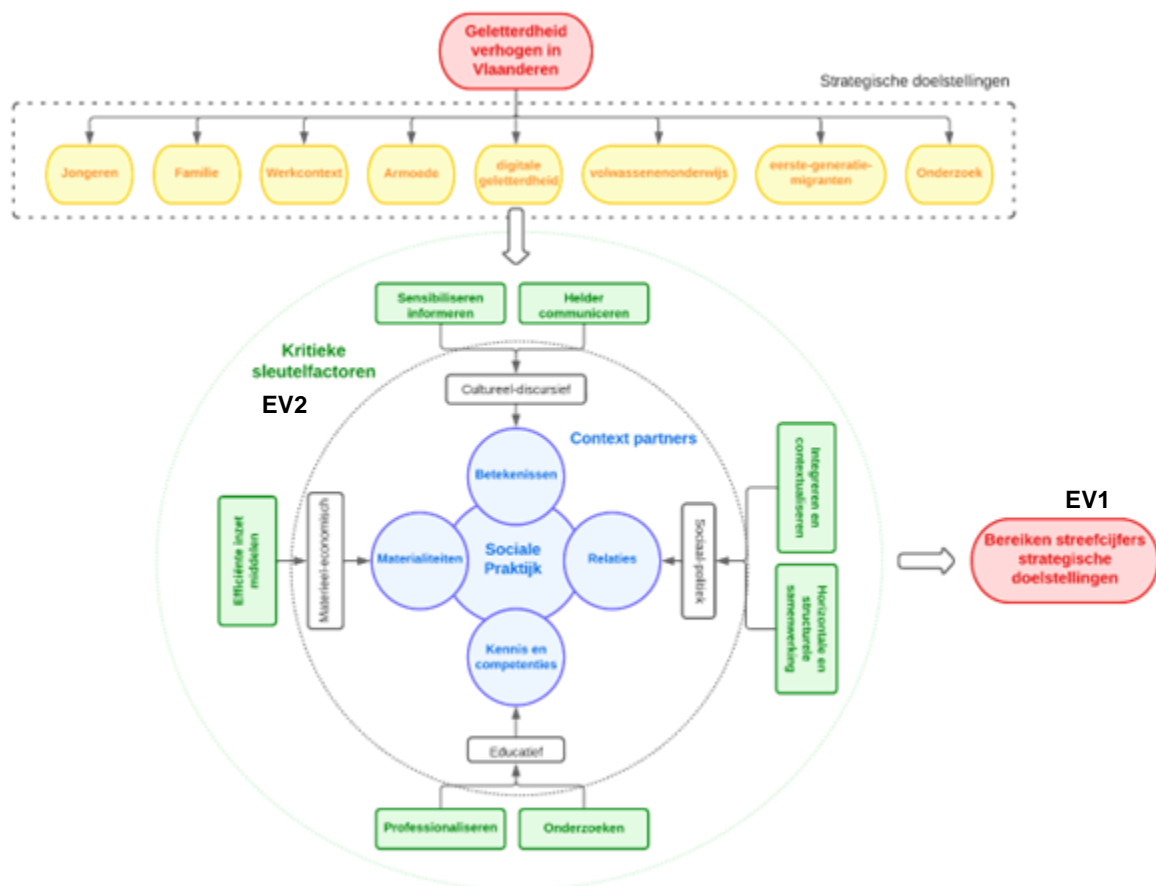 Geletterdheid
verhogen in
Vlaanderen
Strategische doelstellingen
Jongeren
Familie
Werkcontext
Armoede
digitale
geletterdheid
volwassenenonderwijs
eerste-generatie-
migranten
Onderzoek
Sensibiliseren
informeren
Helder
communiceren
Kritieke
sleutelfactoren
EV2
Cultureel-discursief
Context partners
Betekenissen
Integreren en
contextualiseren
Efficiënte inzet
middelen
Materieel-economisch
Materialiteiten
Sociale
Praktijk
Relaties
Sociaal-politiek
EV1
Bereiken streefcijfers
strategische
doelstellingen
Horizontale en
structurele
samenwerking
Kennis en
competenties
Educatief
Professionaliseren
Onderzoeken